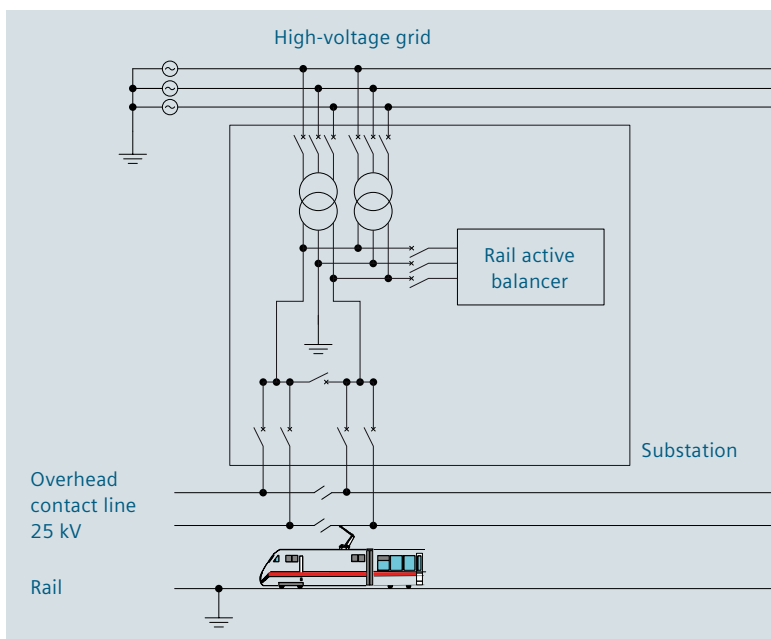 High-voltage grid
Rail active
balancer
Substation
Overhead
contact line
25 kV
Rail